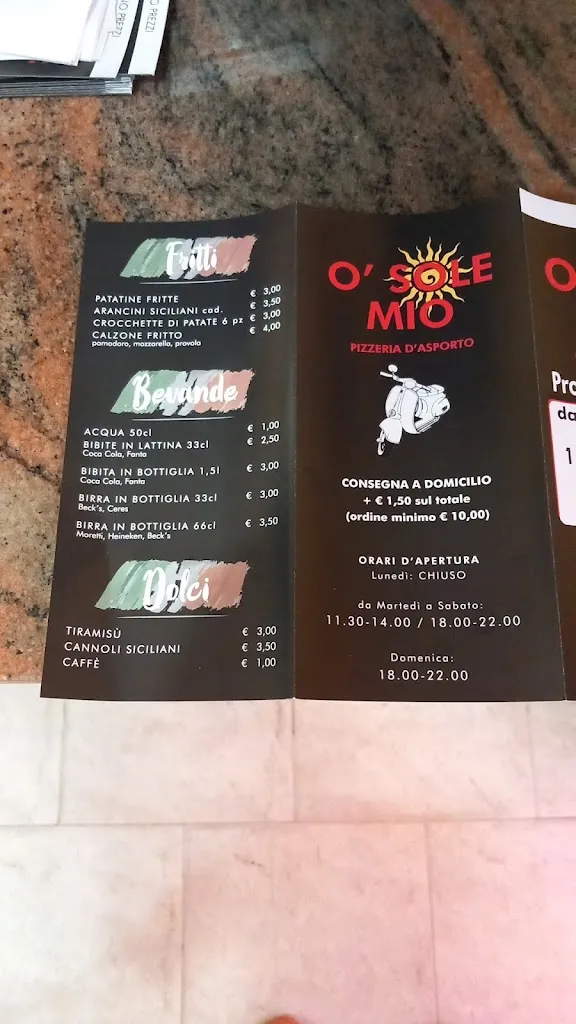 NO PREZZI
Fritti
PATATINE FRITTE € 3,00
ARANCINI SICILIANI cad. € 3,50
CROCCHETTE DI PATATE 6 pz € 3,00
CALZONE FRITTO € 4,00
pomodoro, mozzarella, provola
Bevande
ACQUA 50cl € 1,00
BIBITE IN LATTINA 33cl € 2,50
Coca Cola, Fanta
BIBITA IN BOTTIGLIA 1,5l € 3,00
Coca Cola, Fanta
BIRRA IN BOTTIGLIA 33cl € 3,00
Beck's, Ceres
BIRRA IN BOTTIGLIA 66cl € 3,50
Moretti, Heineken, Beck's
Dolci
TIRAMISÙ € 3,00
CANNOLI SICILIANI € 3,50
CAFFÈ € 1,00
O' SOLE
MIO
PIZZERIA D'ASPORTO
CONSEGNA A DOMICILIO
+ € 1,50 sul totale
(ordine minimo € 10,00)
ORARI D'APERTURA
Lunedì: CHIUSO
da Martedì a Sabato:
11.30-14.00 / 18.00-22.00
Domenica:
18.00-22.00
O
Pro
da
1